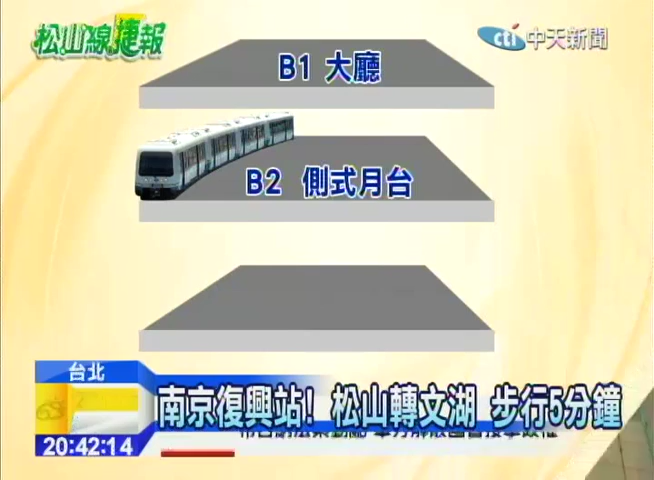 松山線捷報
cti 中天新聞
B1 大廳
B2 側式月台
台北
南京復興站! 松山轉文湖 步行5分鐘
20:42:14